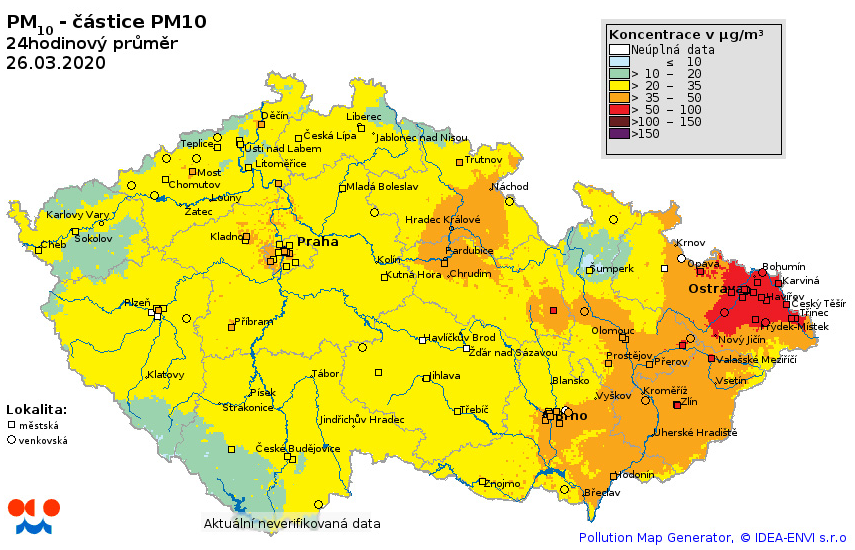 PM10 - částice PM10
24hodinový průměr
26.03.2020
Koncentrace v µg/m³
Neúplná data
≤ 10
> 10 - 20
> 20 - 35
> 35 - 50
> 50 - 100
>100 - 150
>150
Děčín
Liberec
Teplice
Ústí nad Labem
Česká Lípa
Jablonec nad Nisou
Litoměřice
Trutnov
Most
Chomutov
Mladá Boleslav
Náchod
Louny
Karlovy Vary
Žatec
Hradec Králové
Sokolov
Kladno
Praha
Cheb
Krnov
Pardubice
Kolín
Opava
Bohumín
Kutná Hora
Chrudim
Šumperk
Karviná
Ostrava
Havířov
Plzeň
Český Těšín
Třinec
Příbram
Frýdek-Místek
Olomouc
Havlíčkův Brod
Nový Jičín
Žďár nad Sázavou
Prostějov
Přerov
Valašské Meziříčí
Klatovy
Tábor
Jihlava
Blansko
Vsetín
Písek
Kroměříž
Vyškov
Zlín
Strakonice
Třebíč
Lokalita:
Brno
Jindřichův Hradec
městská
Uherské Hradiště
venkovská
České Budějovice
Hodonín
Znojmo
Břeclav
Aktuální neverifikovaná data
Pollution Map Generator, © IDEA-ENVI s.r.o